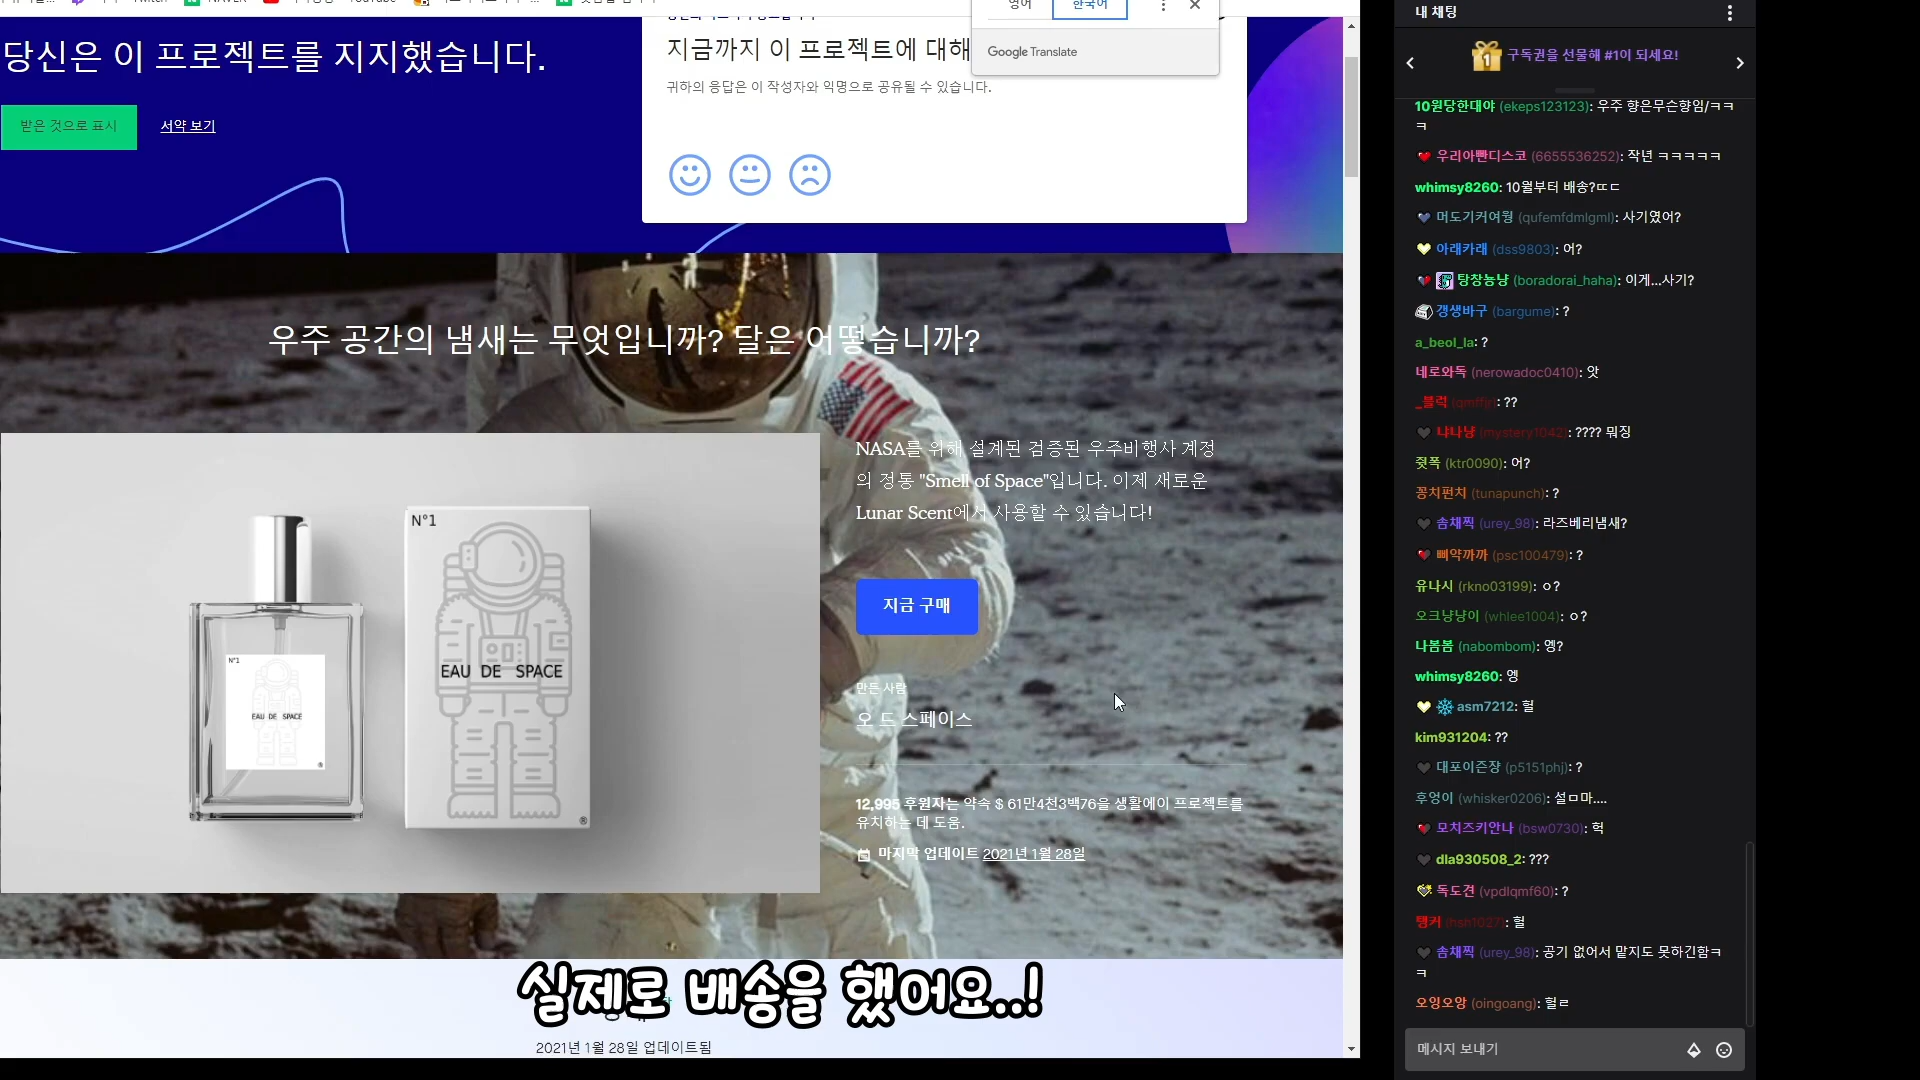 당신은 이 프로젝트를 지지했습니다.
받은 것으로 표시
서약 보기
지금까지 이 프로젝트에 대해
귀하의 응답은 이 작성자와 익명으로 공유될 수 있습니다.
영어
한국어
Google Translate
우주 공간의 냄새는 무엇입니까? 달은 어떻습니까?
N°1
EAU DE SPACE
N°1
EAU DE SPACE
NASA를 위해 설계된 검증된 우주비행사 계정
의 정통 "Smell of Space"입니다. 이제 새로운
Lunar Scent에서 사용할 수 있습니다!
지금 구매
만든 사람
오 드 스페이스
12,995 후원자는 약속 $ 61만4천3백76을 생활에이 프로젝트를
유치하는 데 도움.
마지막 업데이트 2021년 1월 28일
실제로 배송을 했어요..!
2021년 1월 28일 업데이트됨
내 채팅
1 구독권을 선물해 #1이 되세요!
10원당한대야 (ekeps123123): 우주 향은무슨향임/ㅋㅋ
ㅋ
우리아빤디스코 (6655536252): 작년 ㅋㅋㅋㅋㅋ
whimsy8260: 10월부터 배송?ㄸㄷ
머도기커여웡 (qufemfdmlgml): 사기였어?
아래카래 (dss9803): 어?
탕창뇽냥 (boradorai_haha): 이게...사기?
갱생바구 (bargume): ?
a_beol_la: ?
네로와독 (nerowadoc0410): 앗
_블럭 (qmffjr): ??
냐나냥 (mystery1042): ???? 뭐징
줫폭 (ktr0090): 어?
꽁치펀치 (tunapunch): ?
솜채찍 (urey_98): 라즈베리냄새?
삐약까까 (psc100479): ?
유나시 (rkno03199): ㅇ?
오크냥냥이 (whlee1004): ㅇ?
나봄봄 (nabombom): 엥?
whimsy8260: 엥
asm7212: 헐
kim931204: ??
대포이즌쟝 (p5151phj): ?
후엉이 (whisker0206): 설ㅁ마....
모치즈키안나 (bsw0730): 헉
dla930508_2: ???
독도견 (vpdlqmf60): ?
탱커 (hsh1027): 헐
솜채찍 (urey_98): 공기 없어서 맡지도 못하긴함ㅋ
ㅋ
오잉오앙 (oingoang): 헐ㄹ
메시지 보내기